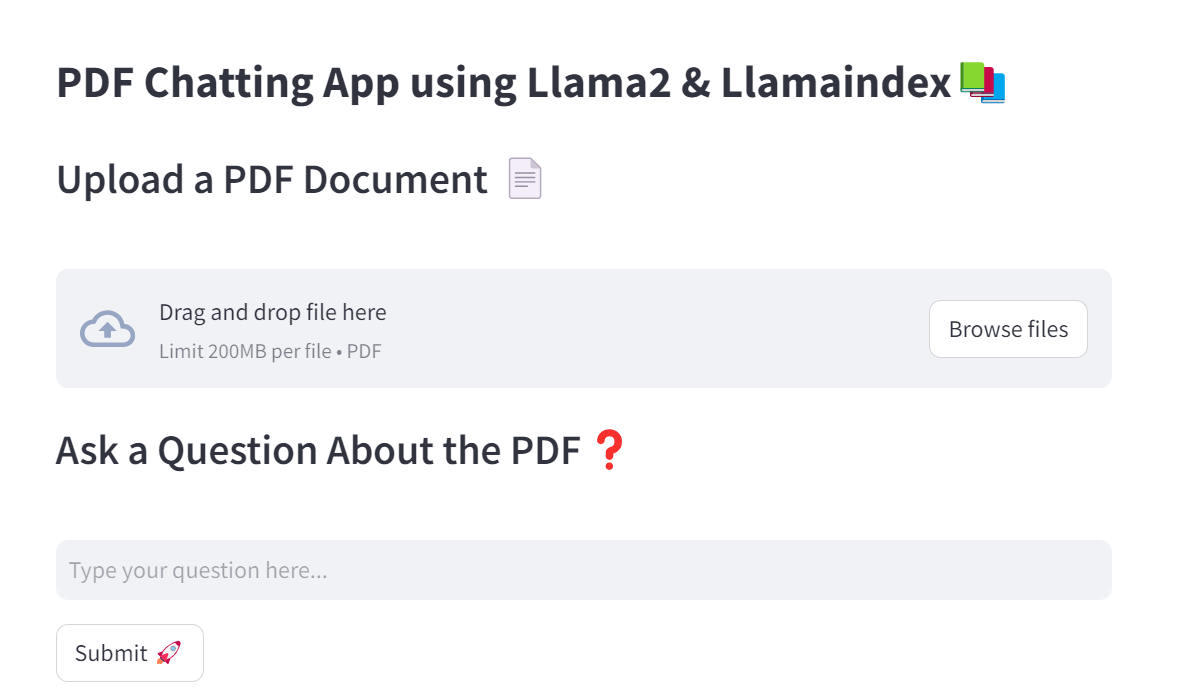 PDF Chatting App using Llama2 & Llamaindex📚
Upload a PDF Document 📄
Drag and drop file here
Limit 200MB per file • PDF
Browse files
Ask a Question About the PDF ❓
Type your question here...
Submit 🚀